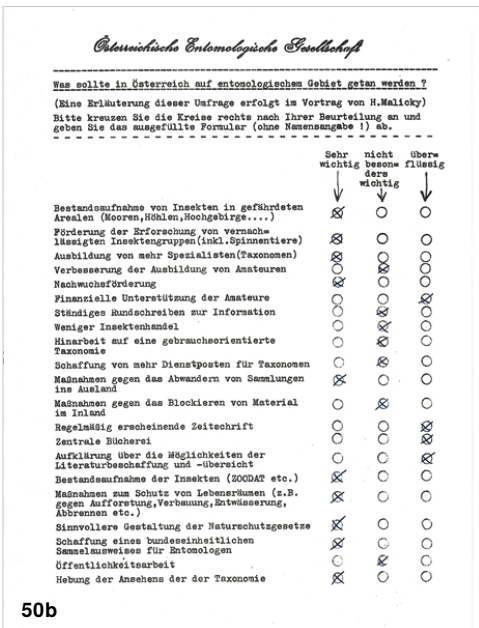 Österreichische Entomologische Gesellschaft
Was sollte in Österreich auf entomologischem Gebiet getan werden ?
(Eine Erläuterung dieser Umfrage erfolgt im Vortrag von H.Malicky)
Bitte kreuzen Sie die Kreise rechts nach Ihrer Beurteilung an und
geben Sie das ausgefüllte Formular (ohne Namensangabe !) ab.
Sehr nicht über=
wichtig beson= flüssig
ders
wichtig
Bestandsaufnahme von Insekten in gefährdeten
Arealen (Mooren,Höhlen,Hochgebirge....)
Förderung der Erforschung von vernach=
lässigten Insektengruppen(inkl.Spinnentiere)
Ausbildung von mehr Spezialisten(Taxonomen)
Verbesserung der Ausbildung von Amateuren
Nachwuchsförderung
Finanzielle Unterstützung der Amateure
Ständiges Rundschreiben zur Information
Weniger Insektenhandel
Hinarbeit auf eine gebrauchsorientierte
Taxonomie
Schaffung von mehr Dienstposten für Taxonomen
Maßnahmen gegen das Abwandern von Sammlungen
ins Ausland
Maßnahmen gegen das Blockieren von Material
im Inland
Regelmäßig erscheinende Zeitschrift
Zentrale Bücherei
Aufklärung über die Möglichkeiten der
Literaturbeschaffung und -übersicht
Bestandsaufnahme der Insekten (ZOODAT etc.)
Maßnahmen zum Schutz von Lebensräumen (z.B.
gegen Aufforstung,Verbauung,Entwässerung,
Abbrennen etc.)
Sinnvollere Gestaltung der Naturschutzgesetze
Schaffung eines bundeseinheitlichen
Sammelausweises für Entomologen
Öffentlichkeitsarbeit
Hebung der Ansehens der der Taxonomie
50b